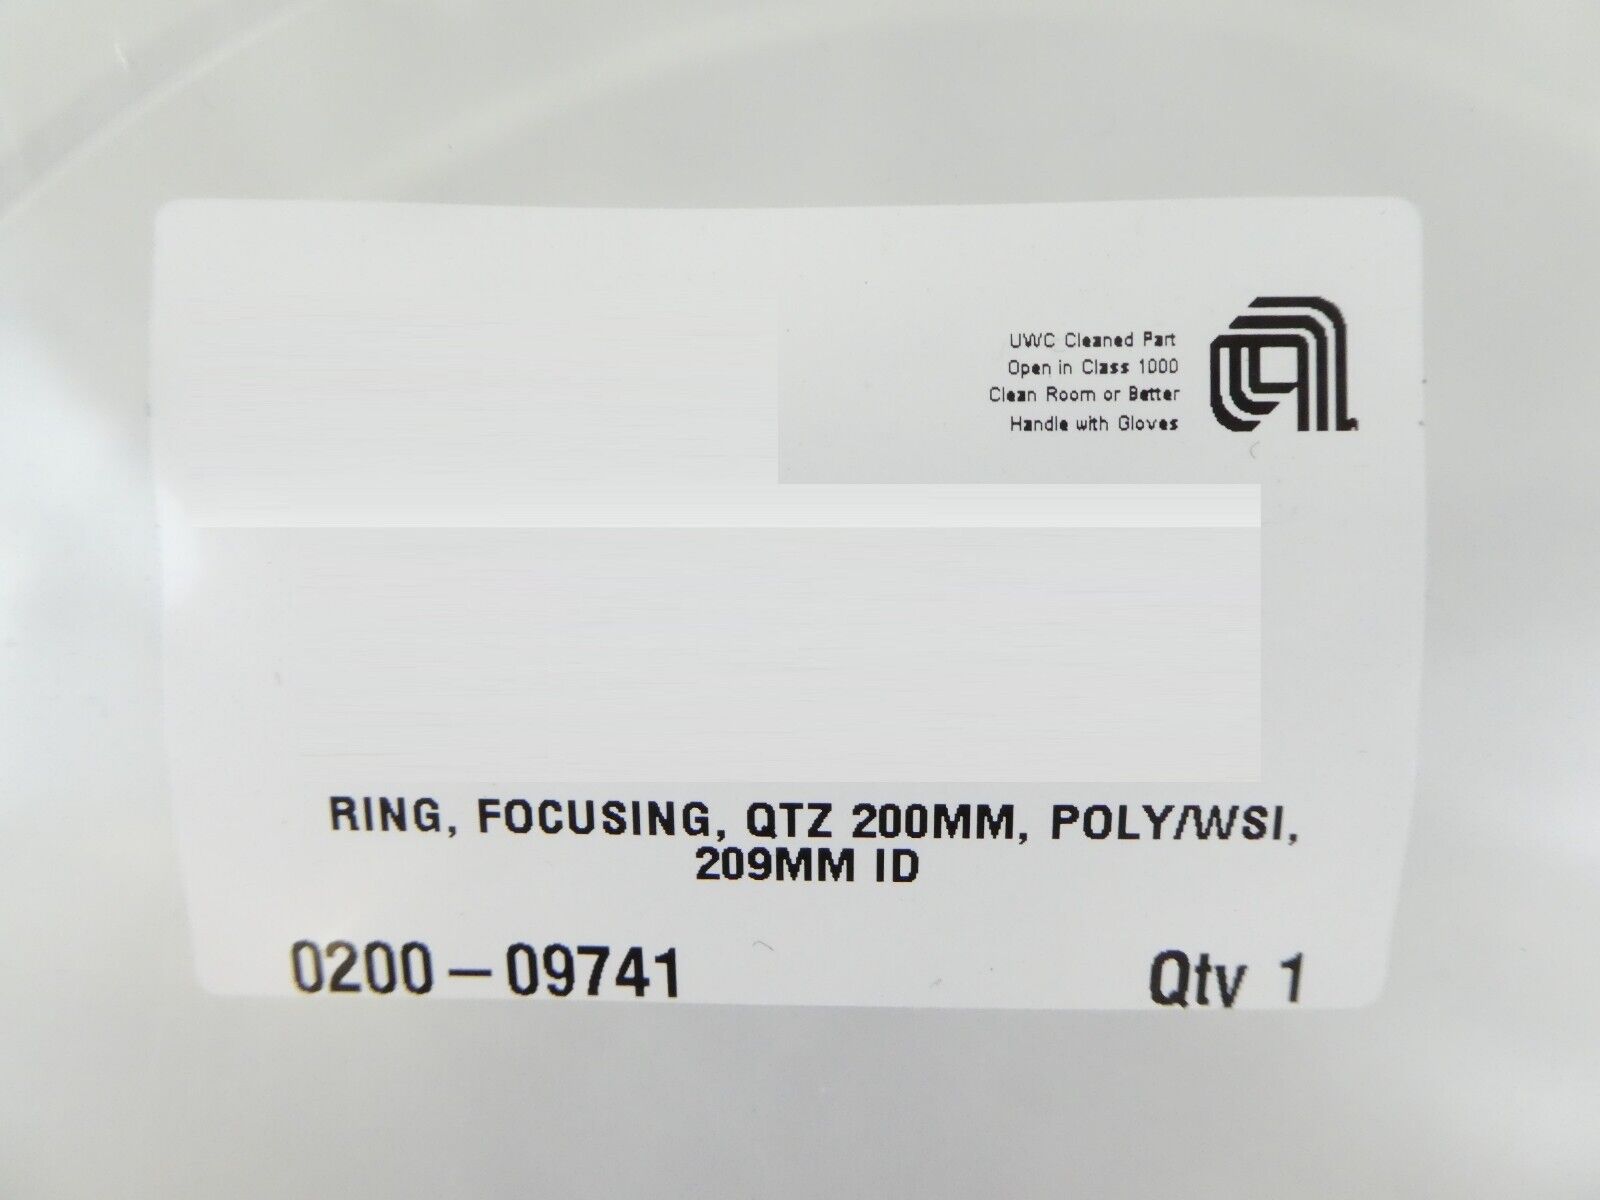 UWC Cleaned Part
Open in Class 1000
Clean Room or Better
Handle with Gloves
RING, FOCUSING, QTZ 200MM, POLY/WSI,
209MM ID
0200-09741
Qty 1